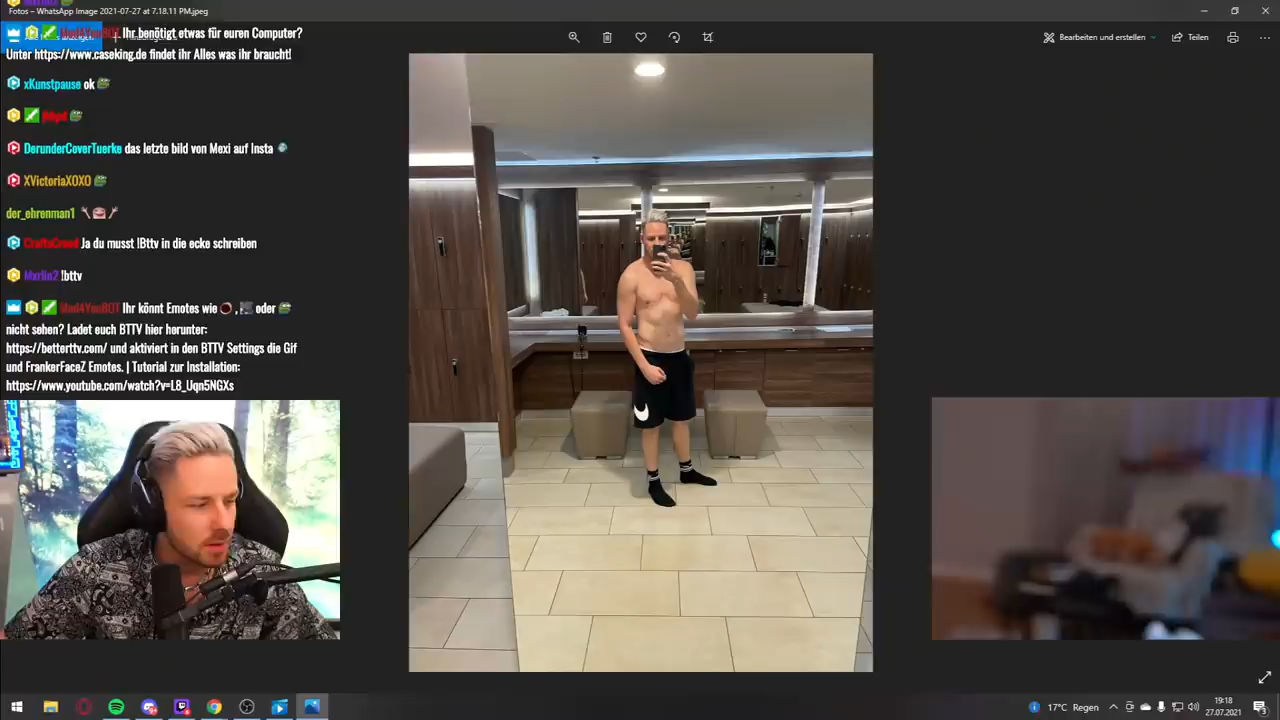 Fotos – WhatsApp Image 2021-07-27 at 7.18.11 PM.jpeg
Bearbeiten und erstellen
Teilen
Mod4YouBOT Ihr benötigt etwas für euren Computer?
Unter https://www.caseking.de findet ihr Alles was ihr braucht!
xKunstpause ok
DerunderCoverTuerke das letzte bild von Mexi auf Insta
XVictoriaXOXO
der_ehrenman1
Ja du musst !Bttv in die ecke schreiben
Mxrlin2 !bttv
Mod4YouBOT Ihr könnt Emotes wie , oder
nicht sehen? Ladet euch BTTV hier herunter:
https://betterttv.com/ und aktiviert in den BTTV Settings die Gif
und FrankerFaceZ Emotes. | Tutorial zur Installation:
https://www.youtube.com/watch?v=L8_Uqn5NGXs
17°C Regen
19:18
27.07.2021